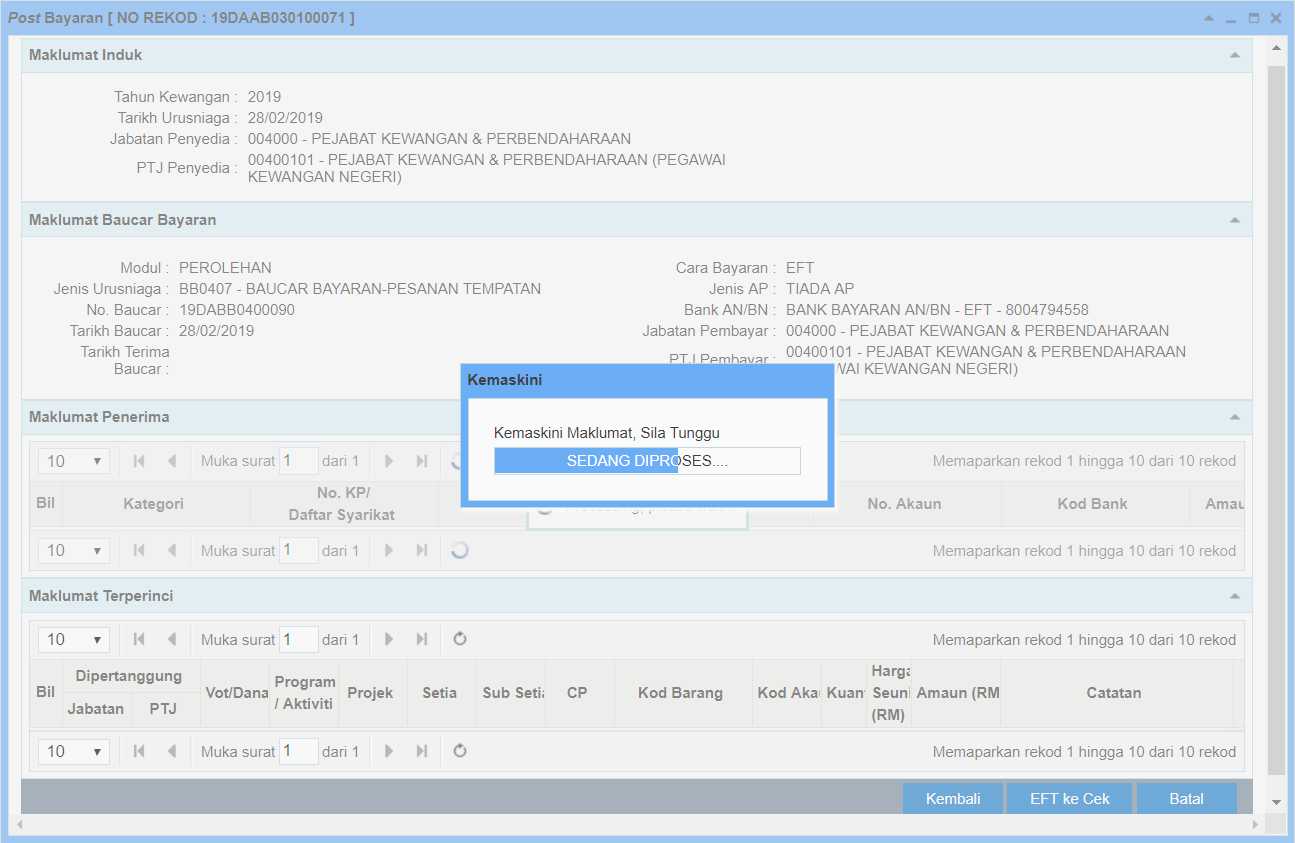 Post Bayaran [ NO REKOD : 19DAAB030100071 ]
Maklumat Induk
Tahun Kewangan : 2019
Tarikh Urusniaga : 28/02/2019
Jabatan Penyedia : 004000 - PEJABAT KEWANGAN & PERBENDAHARAAN
PTJ Penyedia : 00400101 - PEJABAT KEWANGAN & PERBENDAHARAAN (PEGAWAI
KEWANGAN NEGERI)
Maklumat Baucar Bayaran
Modul : PEROLEHAN
Jenis Urusniaga : BB0407 - BAUCAR BAYARAN-PESANAN TEMPATAN
No. Baucar : 19DABB0400090
Tarikh Baucar : 28/02/2019
Tarikh Terima
Baucar :
Cara Bayaran : EFT
Jenis AP : TIADA AP
Bank AN/BN : BANK BAYARAN AN/BN - EFT - 8004794558
Jabatan Pembayar : 004000 - PEJABAT KEWANGAN & PERBENDAHARAAN
PTJ Pembayar : 00400101 - PEJABAT KEWANGAN & PERBENDAHARAAN
WAI KEWANGAN NEGERI)
Kemaskini
Kemaskini Maklumat, Sila Tunggu
SEDANG DIPROSES....
Maklumat Penerima
10 Muka surat 1 dari 1 Memaparkan rekod 1 hingga 10 dari 10 rekod
Bil Kategori No. KP/ Daftar Syarikat No. Akaun Kod Bank Amau
10 Muka surat 1 dari 1 Memaparkan rekod 1 hingga 10 dari 10 rekod
Maklumat Terperinci
10 Muka surat 1 dari 1 Memaparkan rekod 1 hingga 10 dari 10 rekod
Bil Dipertanggung Jabatan PTJ Vot/Dana Program / Aktiviti Projek Setia Sub Setia CP Kod Barang Kod Aka Kuan Harga Seuni (RM) Amaun (RM Catatan
10 Muka surat 1 dari 1 Memaparkan rekod 1 hingga 10 dari 10 rekod
Kembali EFT ke Cek Batal